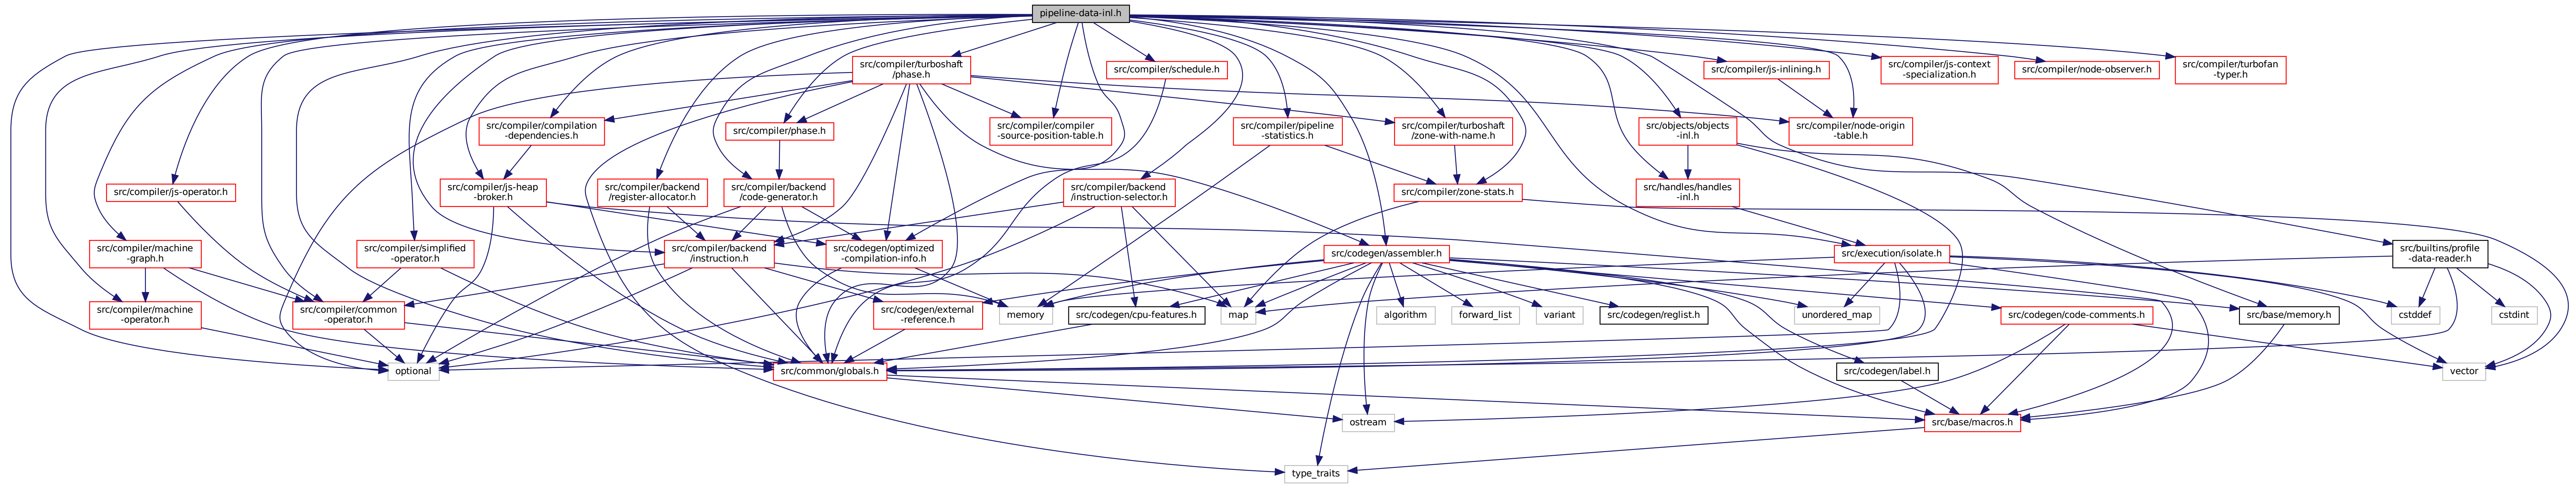 pipeline-data-inl.h
src/compiler/turboshaft
/phase.h
src/compiler/schedule.h
src/compiler/js-inlining.h
src/compiler/js-context
-specialization.h
src/compiler/node-observer.h
src/compiler/turbofan
-typer.h
src/compiler/compilation
-dependencies.h
src/compiler/phase.h
src/compiler/compiler
-source-position-table.h
src/compiler/pipeline
-statistics.h
src/compiler/turboshaft
/zone-with-name.h
src/objects/objects
-inl.h
src/compiler/node-origin
-table.h
src/compiler/js-operator.h
src/compiler/js-heap
-broker.h
src/compiler/backend
/register-allocator.h
src/compiler/backend
/code-generator.h
src/compiler/backend
/instruction-selector.h
src/compiler/zone-stats.h
src/handles/handles
-inl.h
src/compiler/machine
-graph.h
src/compiler/simplified
-operator.h
src/compiler/backend
/instruction.h
src/codegen/optimized
-compilation-info.h
src/codegen/assembler.h
src/execution/isolate.h
src/builtins/profile
-data-reader.h
src/compiler/machine
-operator.h
src/compiler/common
-operator.h
src/codegen/external
-reference.h
memory
src/codegen/cpu-features.h
map
algorithm
forward_list
variant
src/codegen/reglist.h
unordered_map
src/codegen/code-comments.h
src/base/memory.h
cstddef
cstdint
optional
src/common/globals.h
src/codegen/label.h
vector
ostream
src/base/macros.h
type_traits